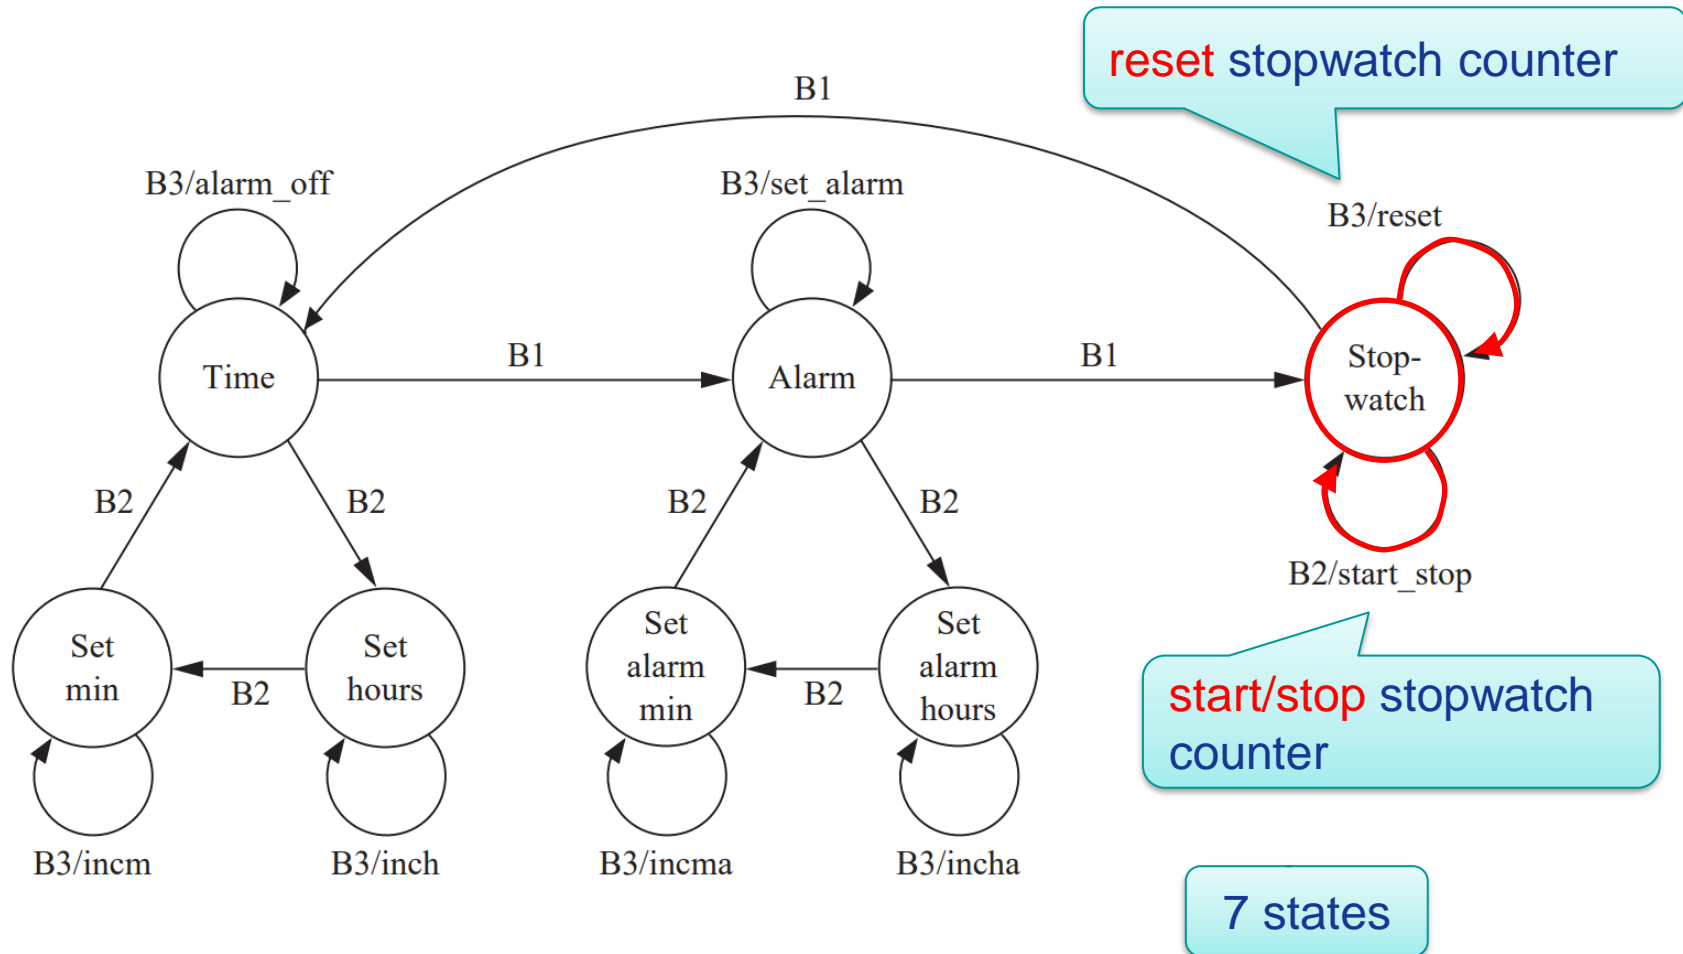 reset stopwatch counter
B1
B3/alarm_off
B3/set_alarm
B3/reset
Time
B1
Alarm
B1
Stop-
watch
B2
B2
B2
B2
B2/start_stop
Set
min
B2
Set
hours
Set
alarm
min
B2
Set
alarm
hours
start/stop stopwatch
counter
B3/incm
B3/inch
B3/incma
B3/incha
7 states